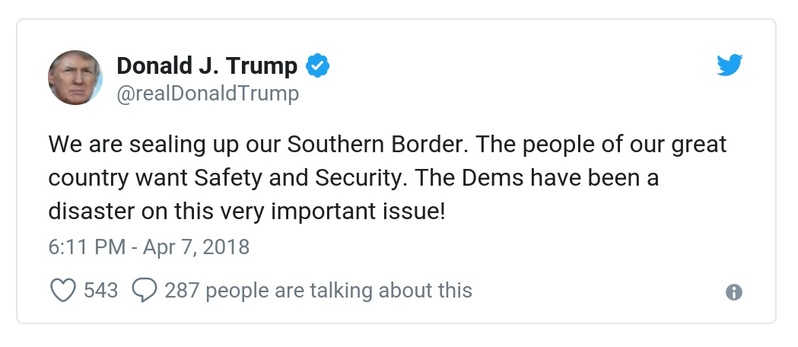 Donald J. Trump
@realDonaldTrump
We are sealing up our Southern Border. The people of our great
country want Safety and Security. The Dems have been a
disaster on this very important issue!
6:11 PM - Apr 7, 2018
543 287 people are talking about this